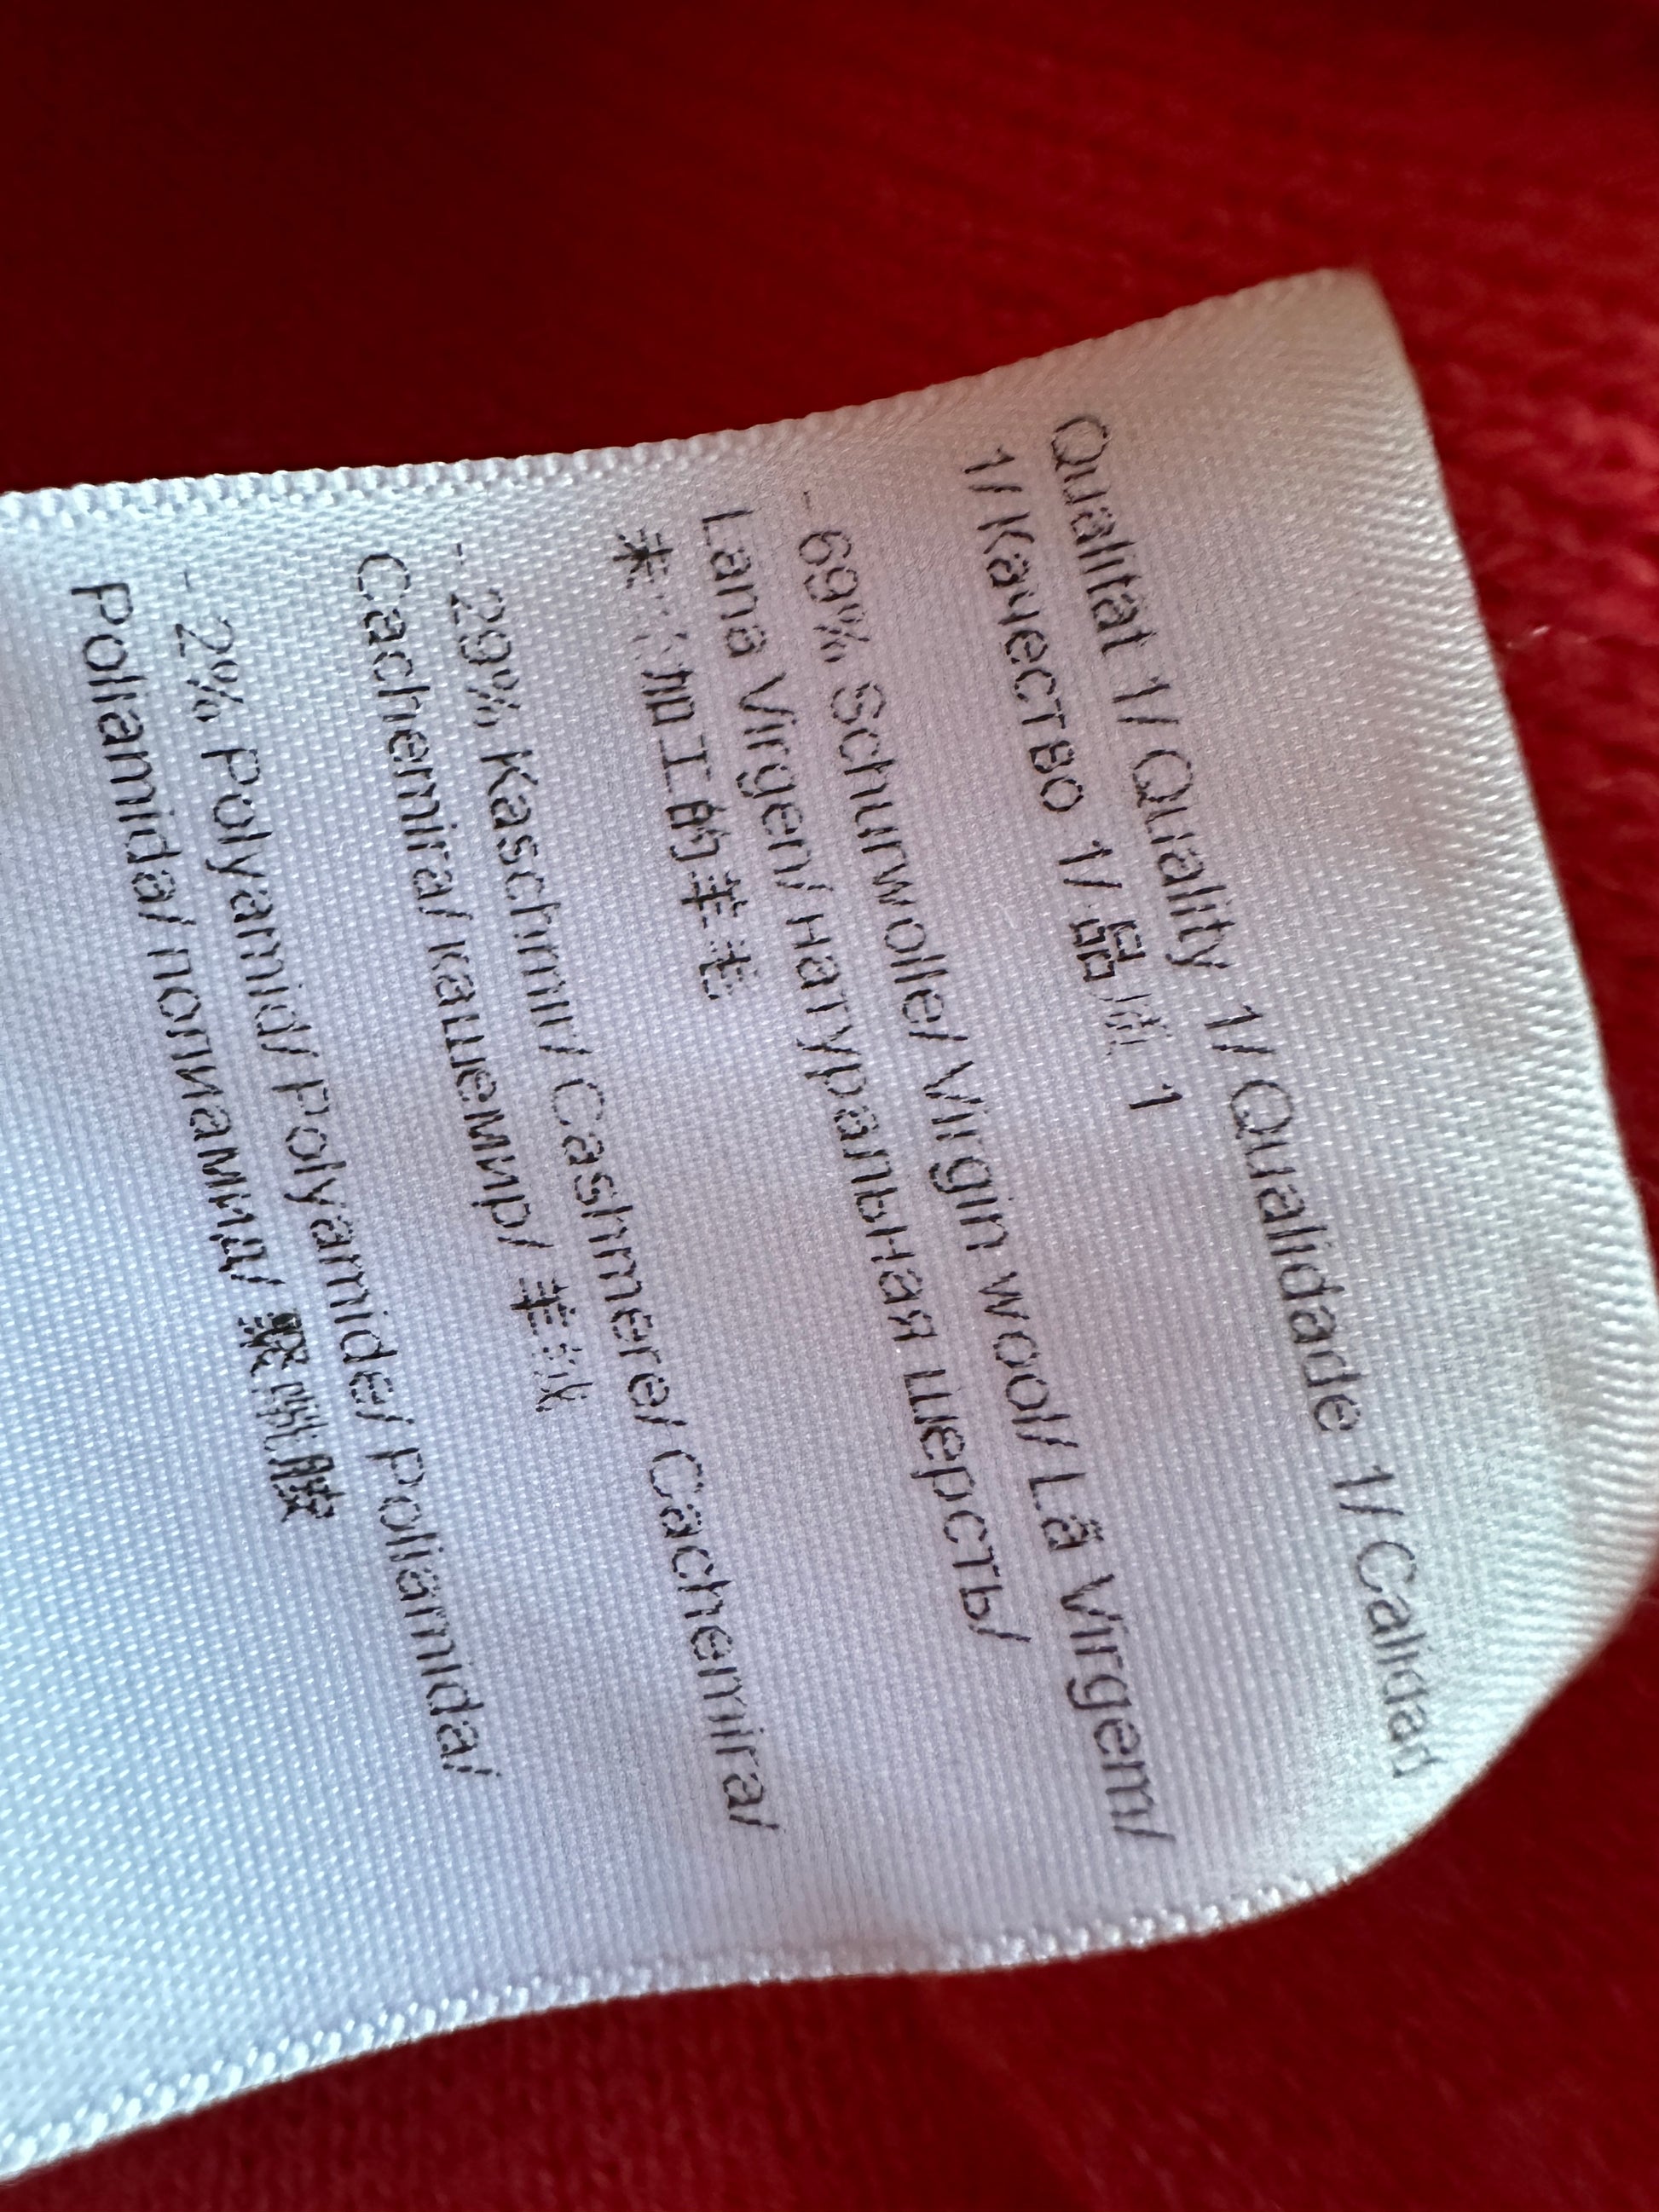 Qualität 1/ Quality 1/ Qualidade 1/ Calidad
1/ Качество 1/ 品质 1
- 69% Schurwolle/ Virgin wool/ Lã Virgem/
Lana Virgen/ натуральная шерсть/
未 加工的羊毛
- 29% Kaschmir/ Cashmere/ Cachemira/
Cachemira/ кашемир/ 羊绒
- 2% Polyamid/ Polyamide/ Poliamida/
Poliamida/ полиамид/ 聚酰胺